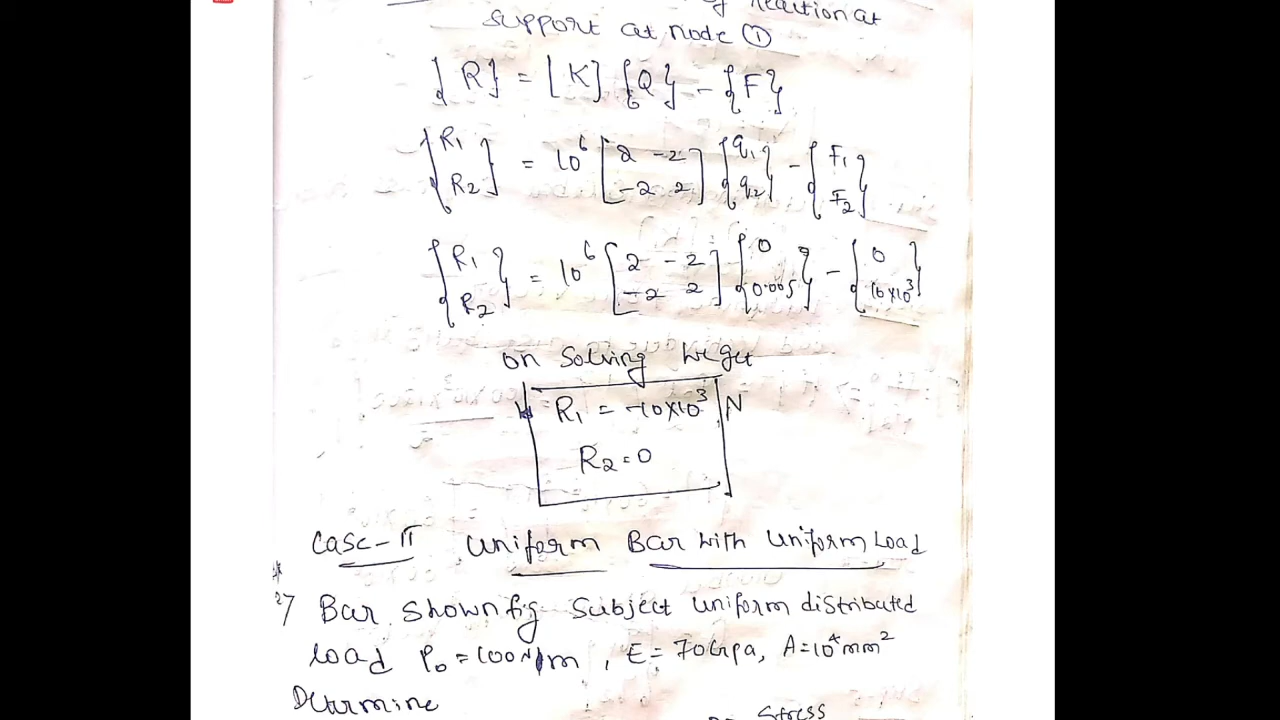 Reaction at
support at node ①
{R} = [K] {Q} - {F}
{R1 R2} = 10^6 [2 -2 -2 2] {q1 q2} - {F1 F2}
{R1 R2} = 10^6 [2 -2 -2 2] {0 0.005} - {0 10×10^3}
on solving we get
R1 = -10×10^3 N
R2 = 0
Case-II Uniform Bar with Uniform Load
27 Bar shown fig subject uniform distributed
load P0 = 100N/m, E = 70Gpa, A = 10^4 mm^2
Determine
Stress